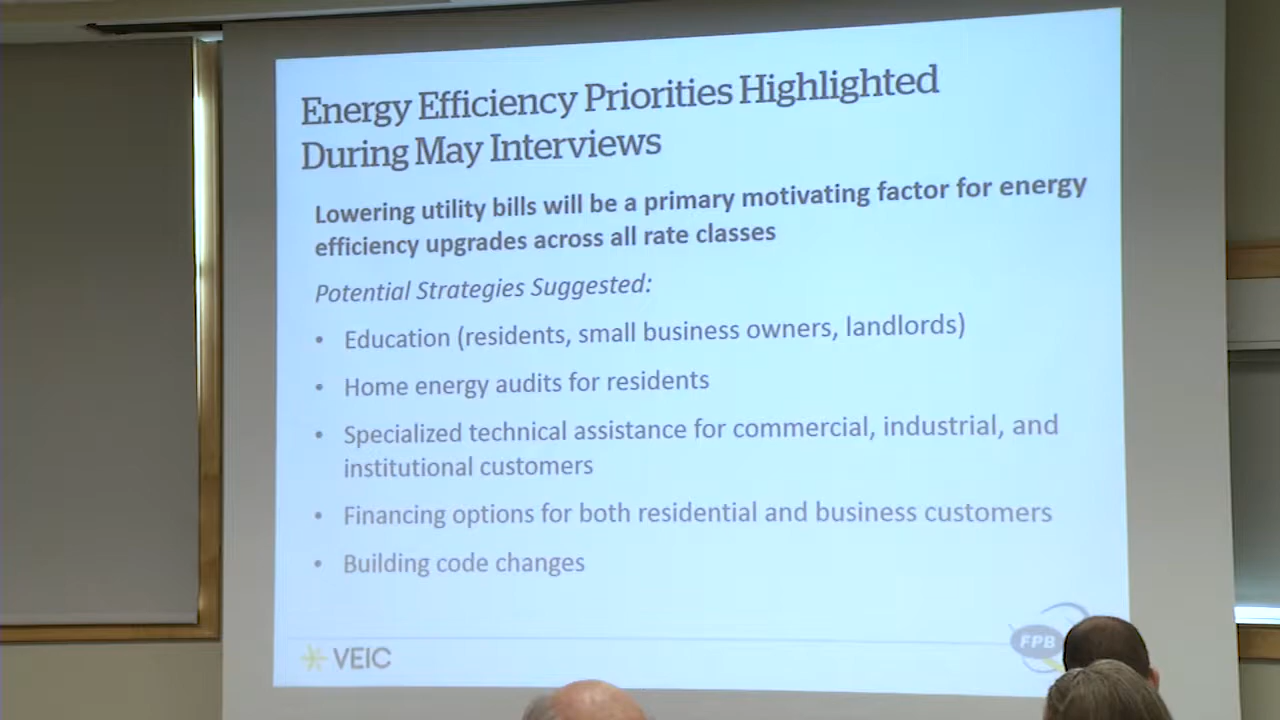 Energy Efficiency Priorities Highlighted
During May Interviews
Lowering utility bills will be a primary motivating factor for energy
efficiency upgrades across all rate classes
Potential Strategies Suggested:
• Education (residents, small business owners, landlords)
• Home energy audits for residents
• Specialized technical assistance for commercial, industrial, and
institutional customers
• Financing options for both residential and business customers
• Building code changes
VEIC
FPB